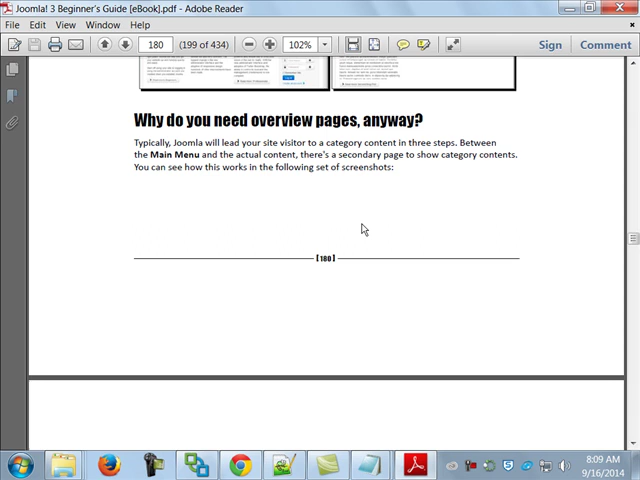 Joomla! 3 Beginner's Guide [eBook].pdf - Adobe Reader
File Edit View Window Help
180 (199 of 434) 102% Sign Comment
Why do you need overview pages, anyway?
Typically, Joomla will lead your site visitor to a category content in three steps. Between
the Main Menu and the actual content, there's a secondary page to show category contents.
You can see how this works in the following set of screenshots:
[ 180 ]
8:09 AM
9/16/2014